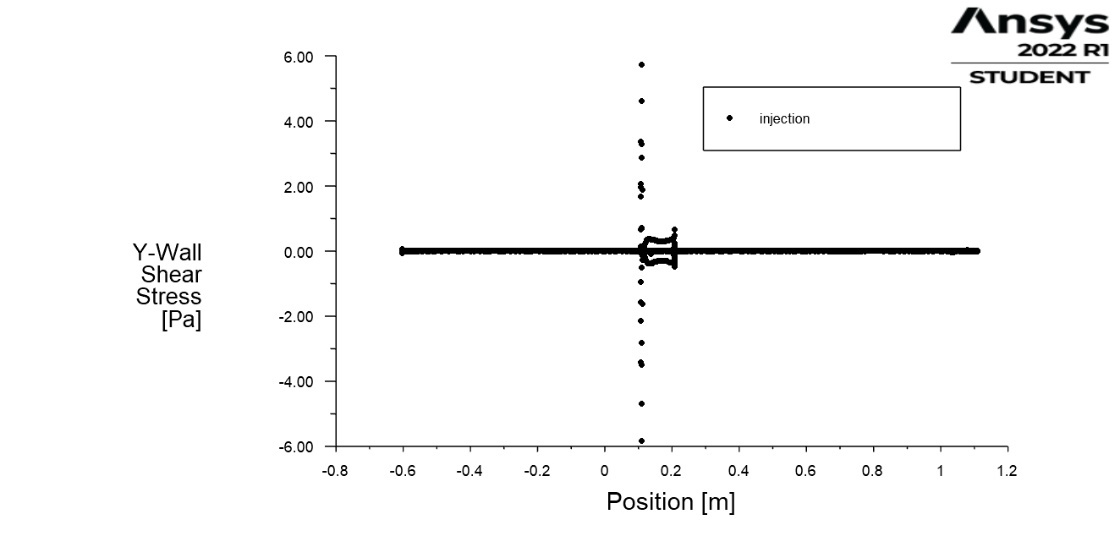 Ansys
2022 R1
STUDENT
6.00
injection
4.00
2.00
Y-Wall
Shear
Stress
[Pa]
0.00
-2.00
-4.00
-6.00
-0.8 -0.6 -0.4 -0.2 0 0.2 0.4 0.6 0.8 1 1.2
Position [m]